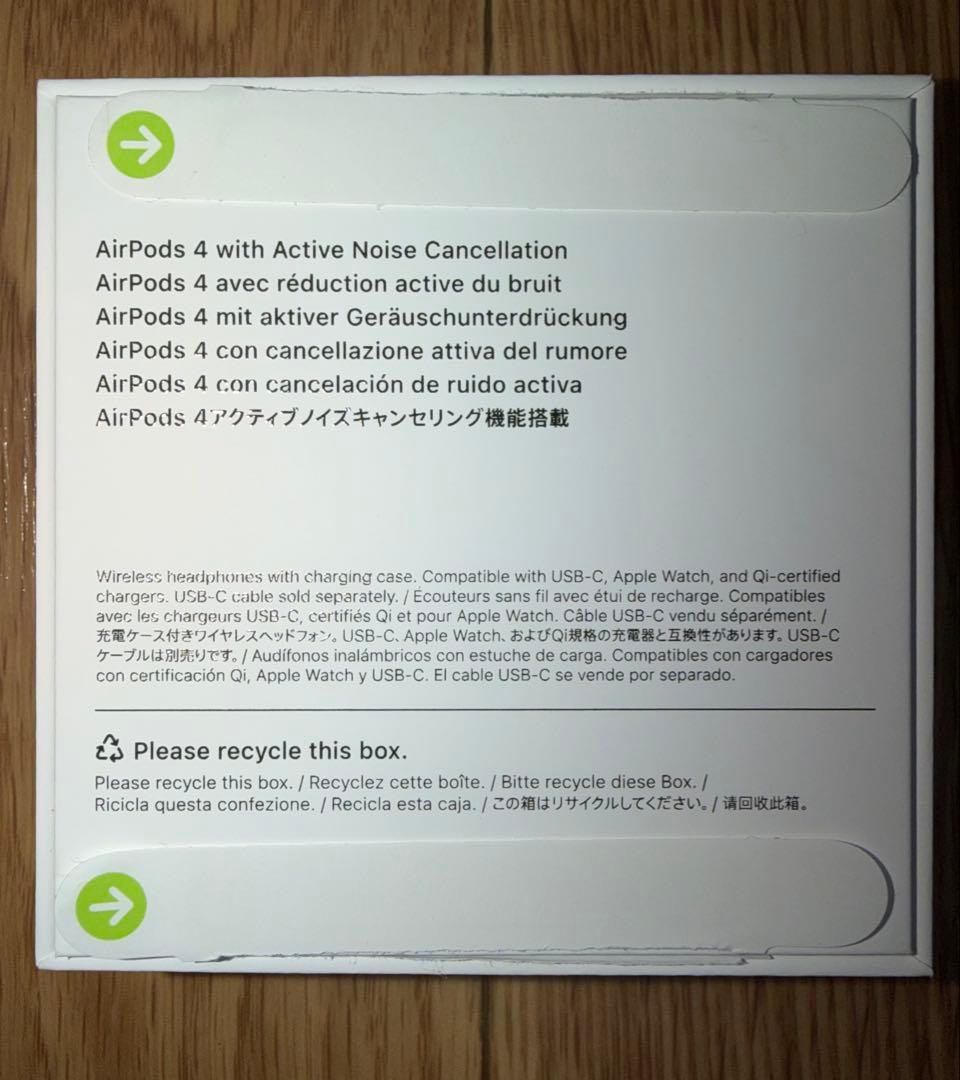 AirPods 4 with Active Noise Cancellation
AirPods 4 avec réduction active du bruit
AirPods 4 mit aktiver Geräuschunterdrückung
AirPods 4 con cancellazione attiva del rumore
AirPods 4 con cancelación de ruido activa
AirPods 4アクティブノイズキャンセリング機能搭載
Wireless headphones with charging case. Compatible with USB-C, Apple Watch, and Qi-certified
chargers. USB-C cable sold separately. / Écouteurs sans fil avec étui de recharge. Compatibles
avec les chargeurs USB-C, certifiés Qi et pour Apple Watch. Câble USB-C vendu séparément. /
充電ケース付きワイヤレスヘッドフォン。USB-C、Apple Watch、およびQi規格の充電器と互換性があります。USB-C
ケーブルは別売りです。/ Audífonos inalámbricos con estuche de carga. Compatibles con cargadores
con certificación Qi, Apple Watch y USB-C. El cable USB-C se vende por separado.
Please recycle this box.
Please recycle this box. / Recyclez cette boîte. / Bitte recycle diese Box. /
Ricicla questa confezione. / Recicla esta caja. / この箱はリサイクルしてください。/ 请回收此箱。